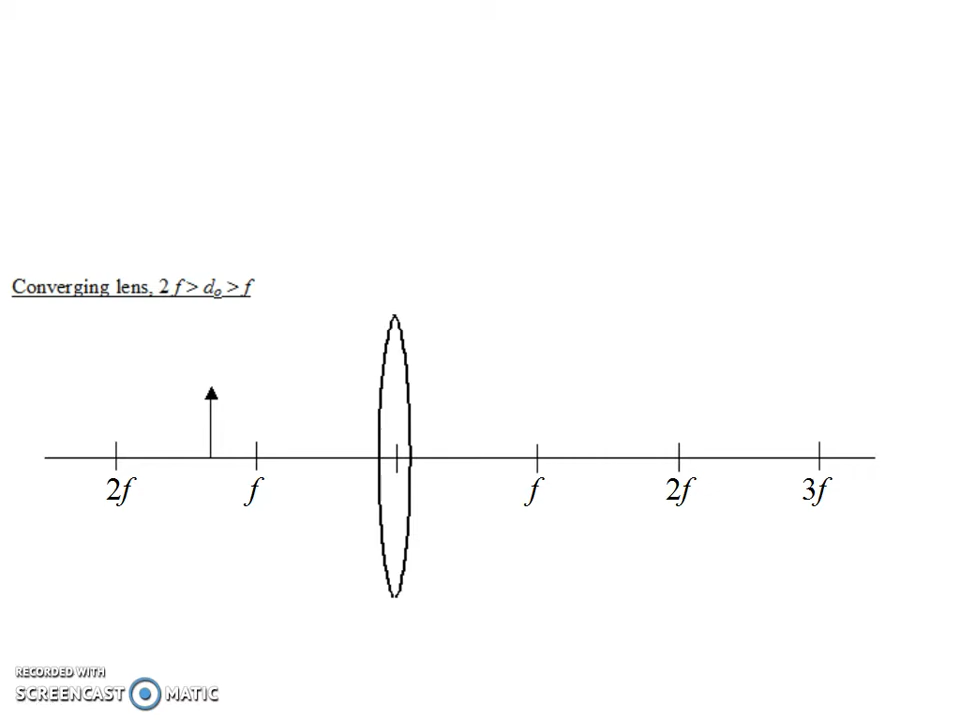 Converging lens, 2 f > do > f
2f f f 2f 3f
RECORDED WITH
SCREENCAST MATIC